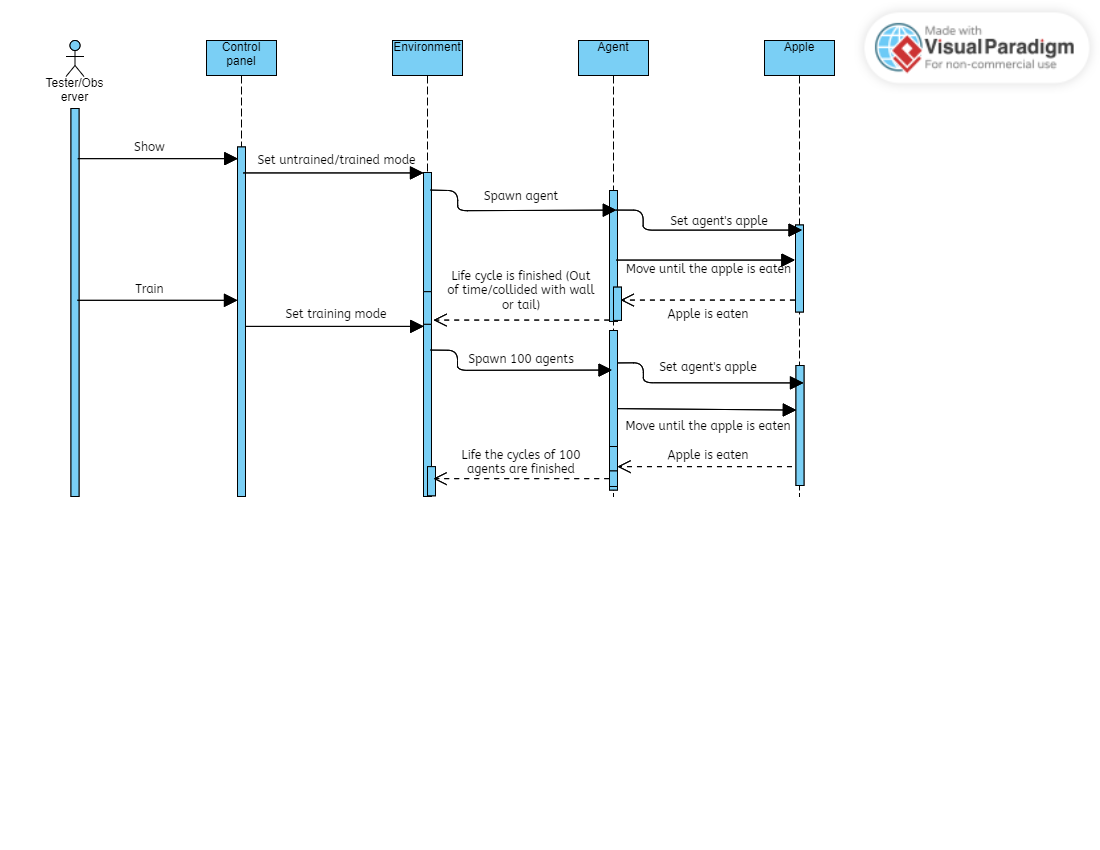 Made with
Visual Paradigm
For non-commercial use
Tester/Obs
erver
Control
panel
Environment
Agent
Apple
Show
Set untrained/trained mode
Spawn agent
Set agent's apple
Move until the apple is eaten
Life cycle is finished (Out
of time/collided with wall
or tail)
Train
Apple is eaten
Set training mode
Spawn 100 agents
Set agent's apple
Move until the apple is eaten
Life the cycles of 100
agents are finished
Apple is eaten